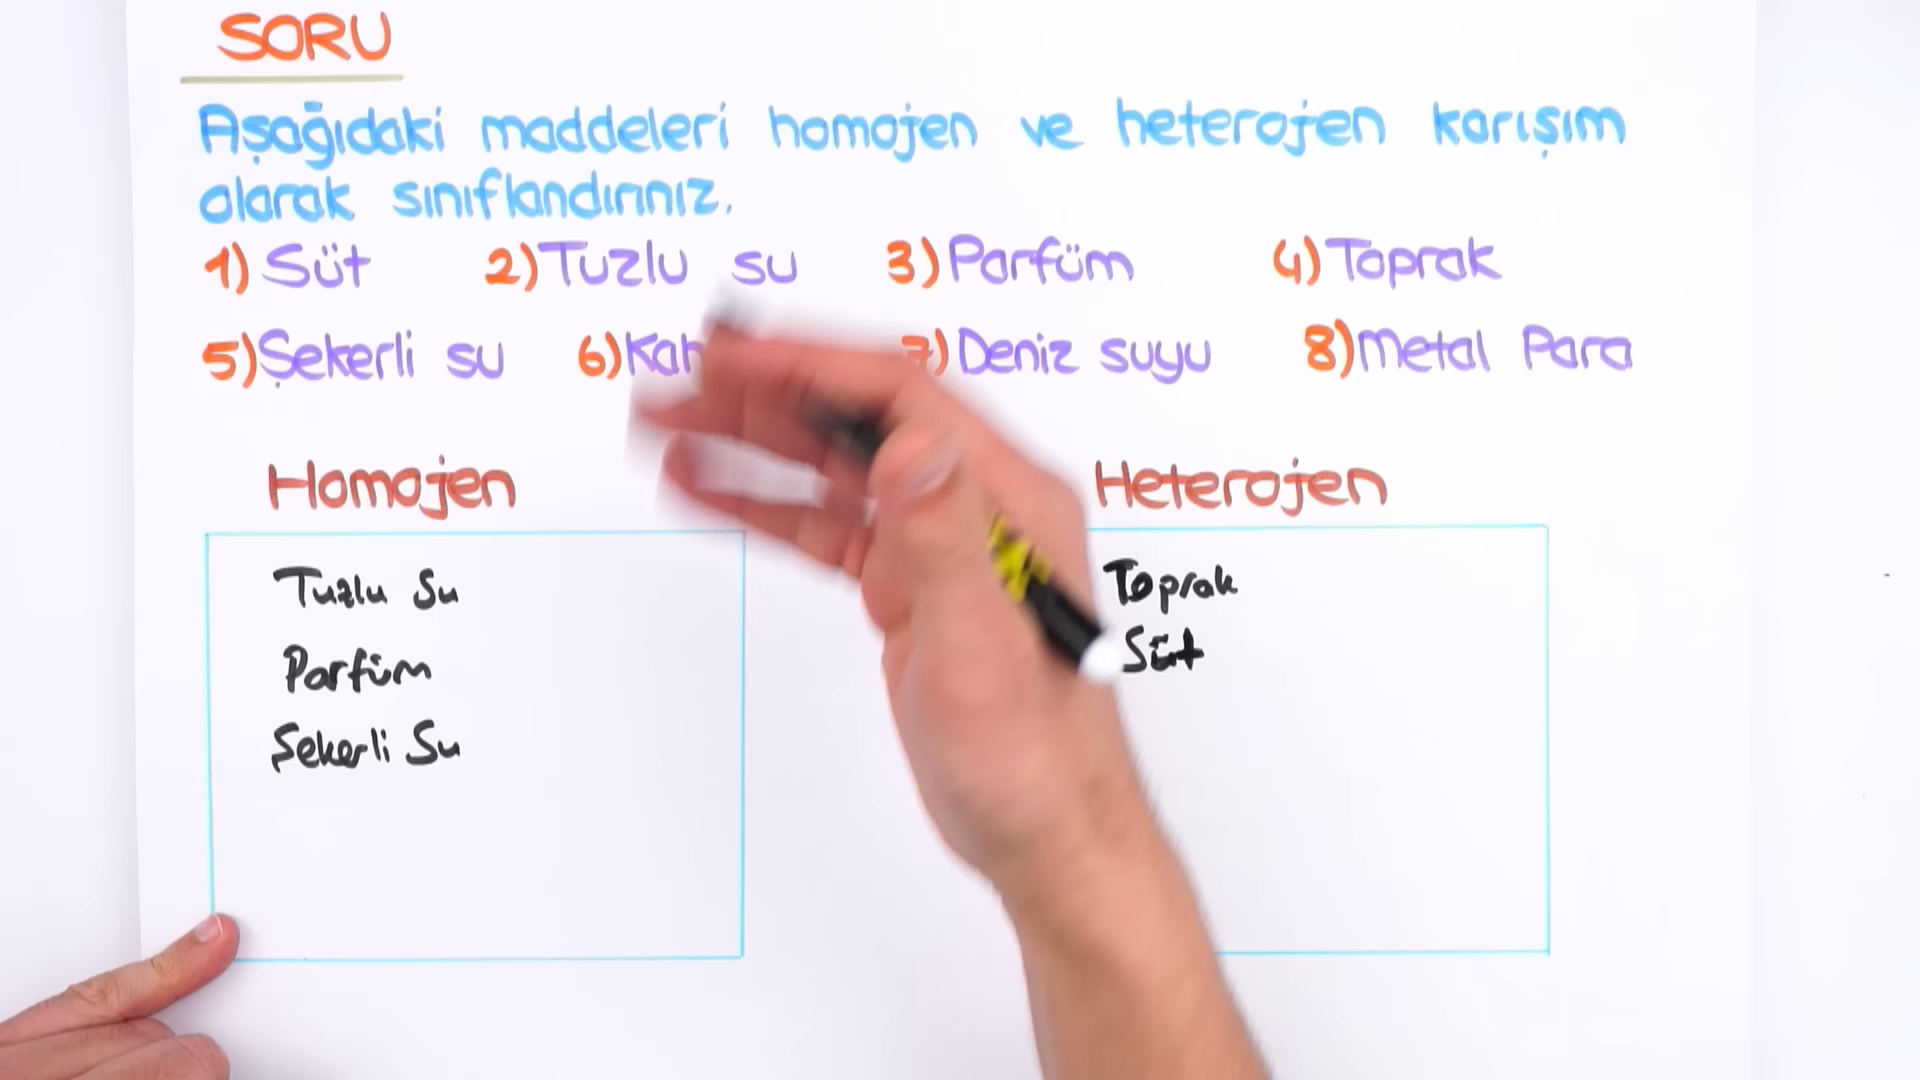 SORU
Aşağıdaki maddeleri homojen ve heterojen karışım
olarak sınıflandırınız.
1) Süt 2) Tuzlu su 3) Parfüm 4) Toprak
5) Şekerli su 6) 7) Deniz suyu 8) Metal Para
Homojen Heterojen
Tuzlu Su Toprak
Parfüm Süt
Şekerli Su